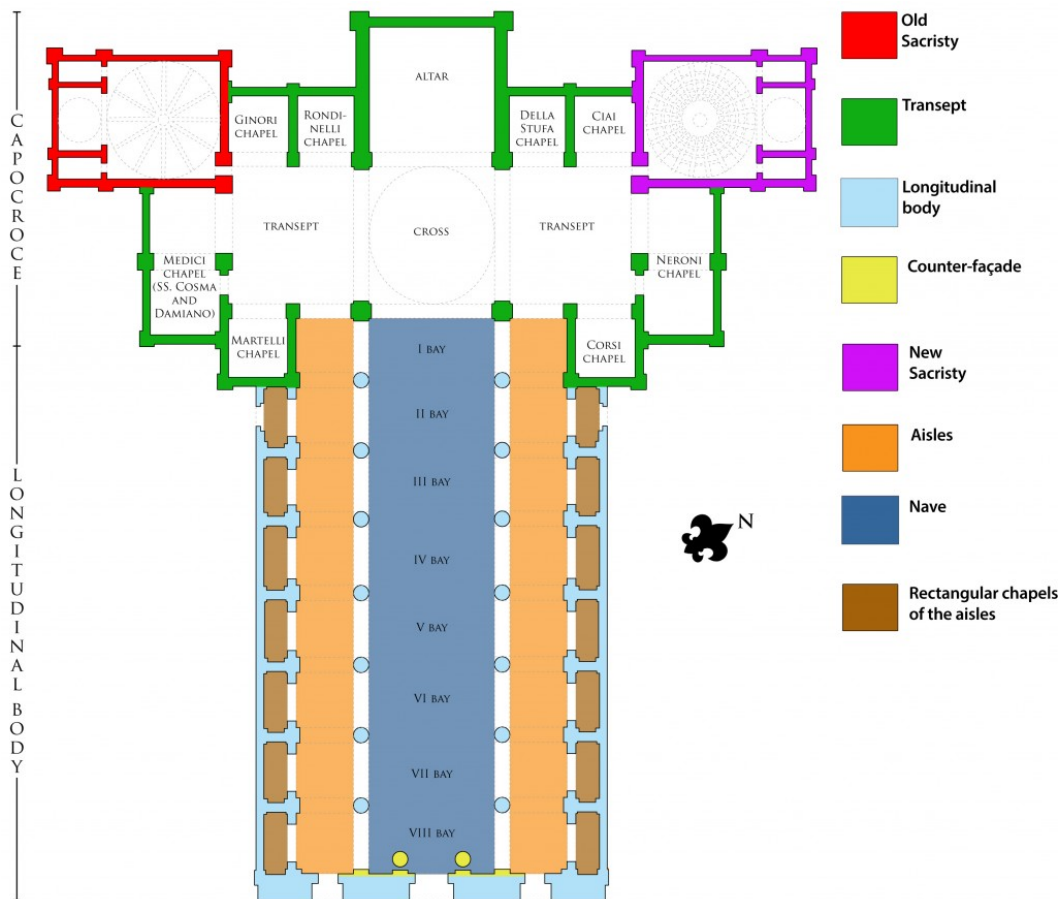 CAPOCROCE
LONGITUDINAL BODY
ALTAR
GINORI
CHAPEL
RONDI-
NELLI
CHAPEL
DELLA
STUFA
CHAPEL
CIAI
CHAPEL
TRANSEPT
CROSS
TRANSEPT
MEDICI
CHAPEL
(SS. COSMA
AND
DAMIANO)
NERONI
CHAPEL
MARTELLI
CHAPEL
CORSI
CHAPEL
I BAY
II BAY
III BAY
IV BAY
V BAY
VI BAY
VII BAY
VIII BAY
N
Old
Sacristy
Transept
Longitudinal
body
Counter-façade
New
Sacristy
Aisles
Nave
Rectangular chapels
of the aisles